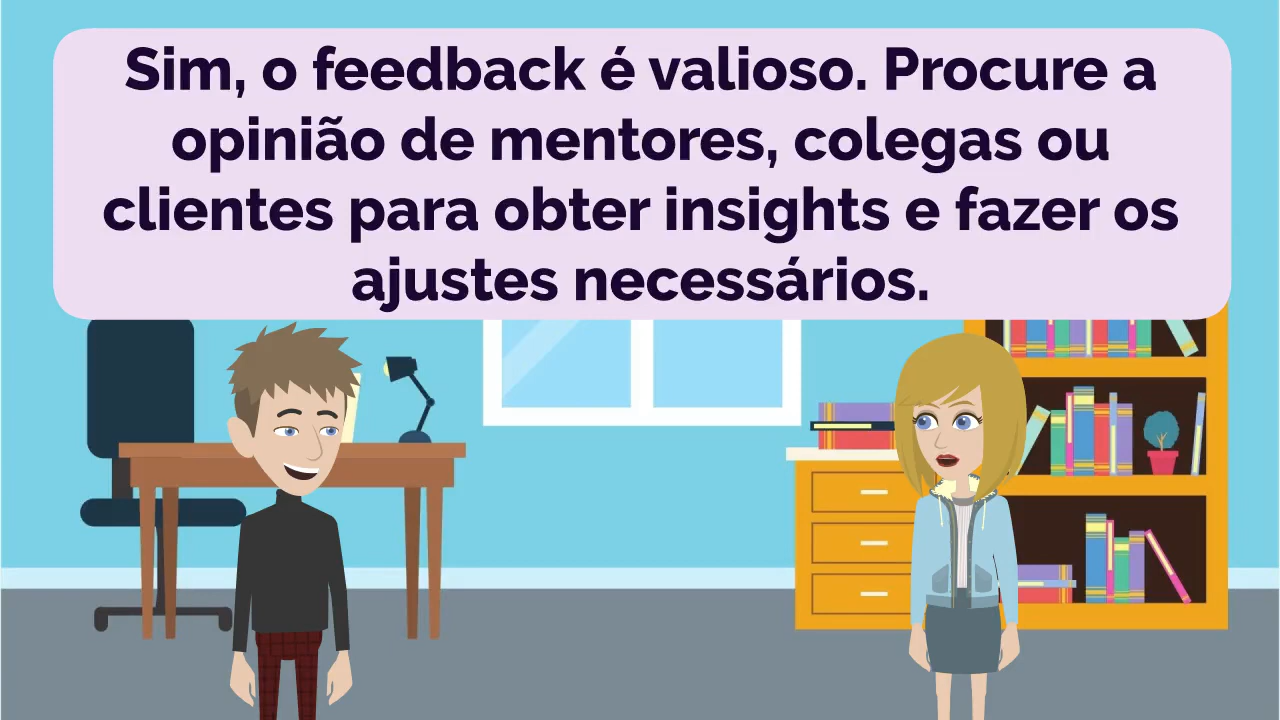 Sim, o feedback é valioso. Procure a
opinião de mentores, colegas ou
clientes para obter insights e fazer os
ajustes necessários.